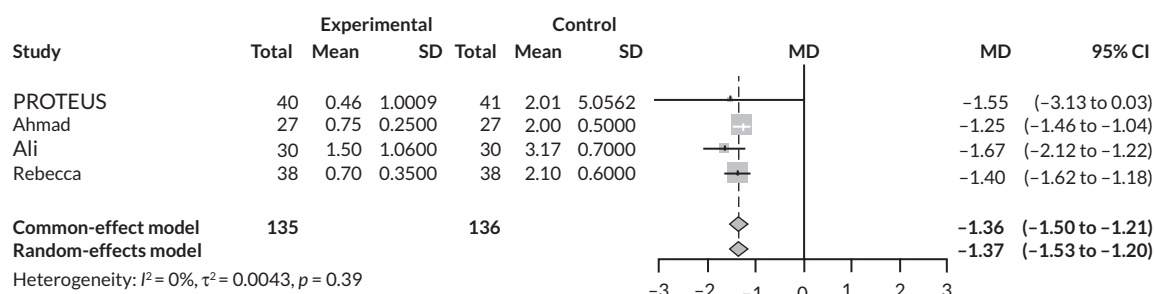 Experimental Control
Study Total Mean SD Total Mean SD MD MD 95% CI
PROTEUS 40 0.46 1.0009 41 2.01 5.0562 −1.55 (−3.13 to 0.03)
Ahmad 27 0.75 0.2500 27 2.00 0.5000 −1.25 (−1.46 to −1.04)
Ali 30 1.50 1.0600 30 3.17 0.7000 −1.67 (−2.12 to −1.22)
Rebecca 38 0.70 0.3500 38 2.10 0.6000 −1.40 (−1.62 to −1.18)
Common-effect model 135 136 −1.36 (−1.50 to −1.21)
Random-effects model −1.37 (−1.53 to −1.20)
Heterogeneity: I² = 0%, τ² = 0.0043, p = 0.39
−3 −2 −1 0 1 2 3